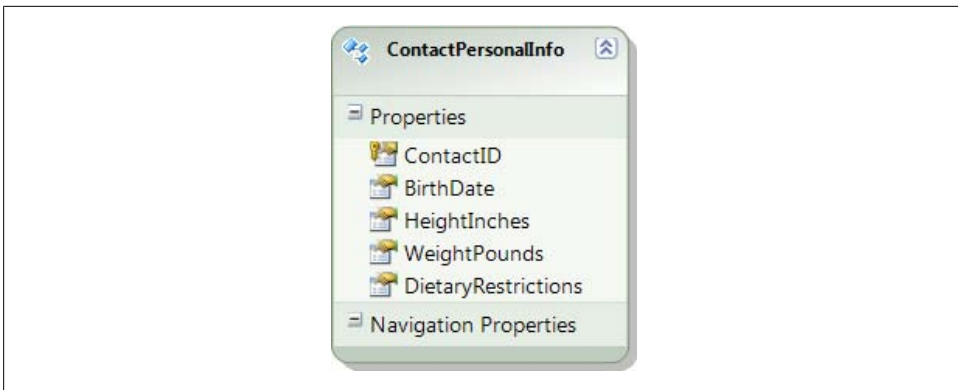 ContactPersonalInfo
Properties
ContactID
BirthDate
HeightInches
WeightPounds
DietaryRestrictions
Navigation Properties